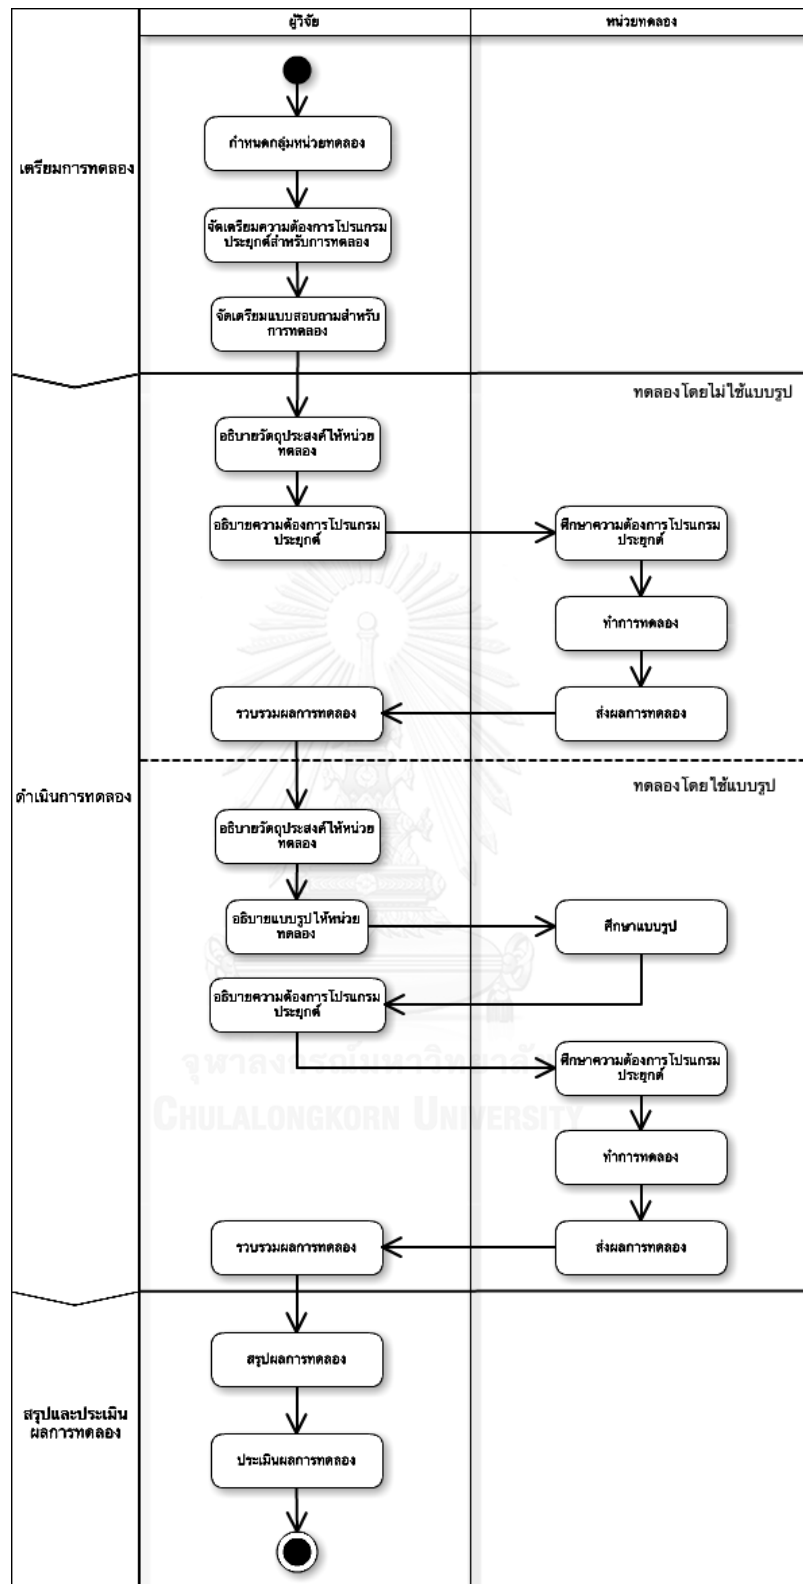 ผู้วิจัย
หน่วยทดลอง
เตรียมการทดลอง
กำหนดกลุ่มหน่วยทดลอง
จัดเตรียมความต้องการโปรแกรม
ประยุกต์สำหรับการทดลอง
จัดเตรียมแบบสอบถามสำหรับ
การทดลอง
ดำเนินการทดลอง
ทดลองโดยไม่ใช้แบบรูป
อธิบายวัตถุประสงค์ให้หน่วย
ทดลอง
อธิบายความต้องการโปรแกรม
ประยุกต์
ศึกษาความต้องการโปรแกรม
ประยุกต์
ทำการทดลอง
ส่งผลการทดลอง
รวบรวมผลการทดลอง
ทดลองโดยใช้แบบรูป
อธิบายวัตถุประสงค์ให้หน่วย
ทดลอง
อธิบายแบบรูปให้หน่วย
ทดลอง
ศึกษาแบบรูป
อธิบายความต้องการโปรแกรม
ประยุกต์
ศึกษาความต้องการโปรแกรม
ประยุกต์
จุฬาลงกรณ์มหาวิทยาลัย
CHULALONGKORN UNIVERSITY
ทำการทดลอง
ส่งผลการทดลอง
รวบรวมผลการทดลอง
สรุปและประเมิน
ผลการทดลอง
สรุปผลการทดลอง
ประเมินผลการทดลอง